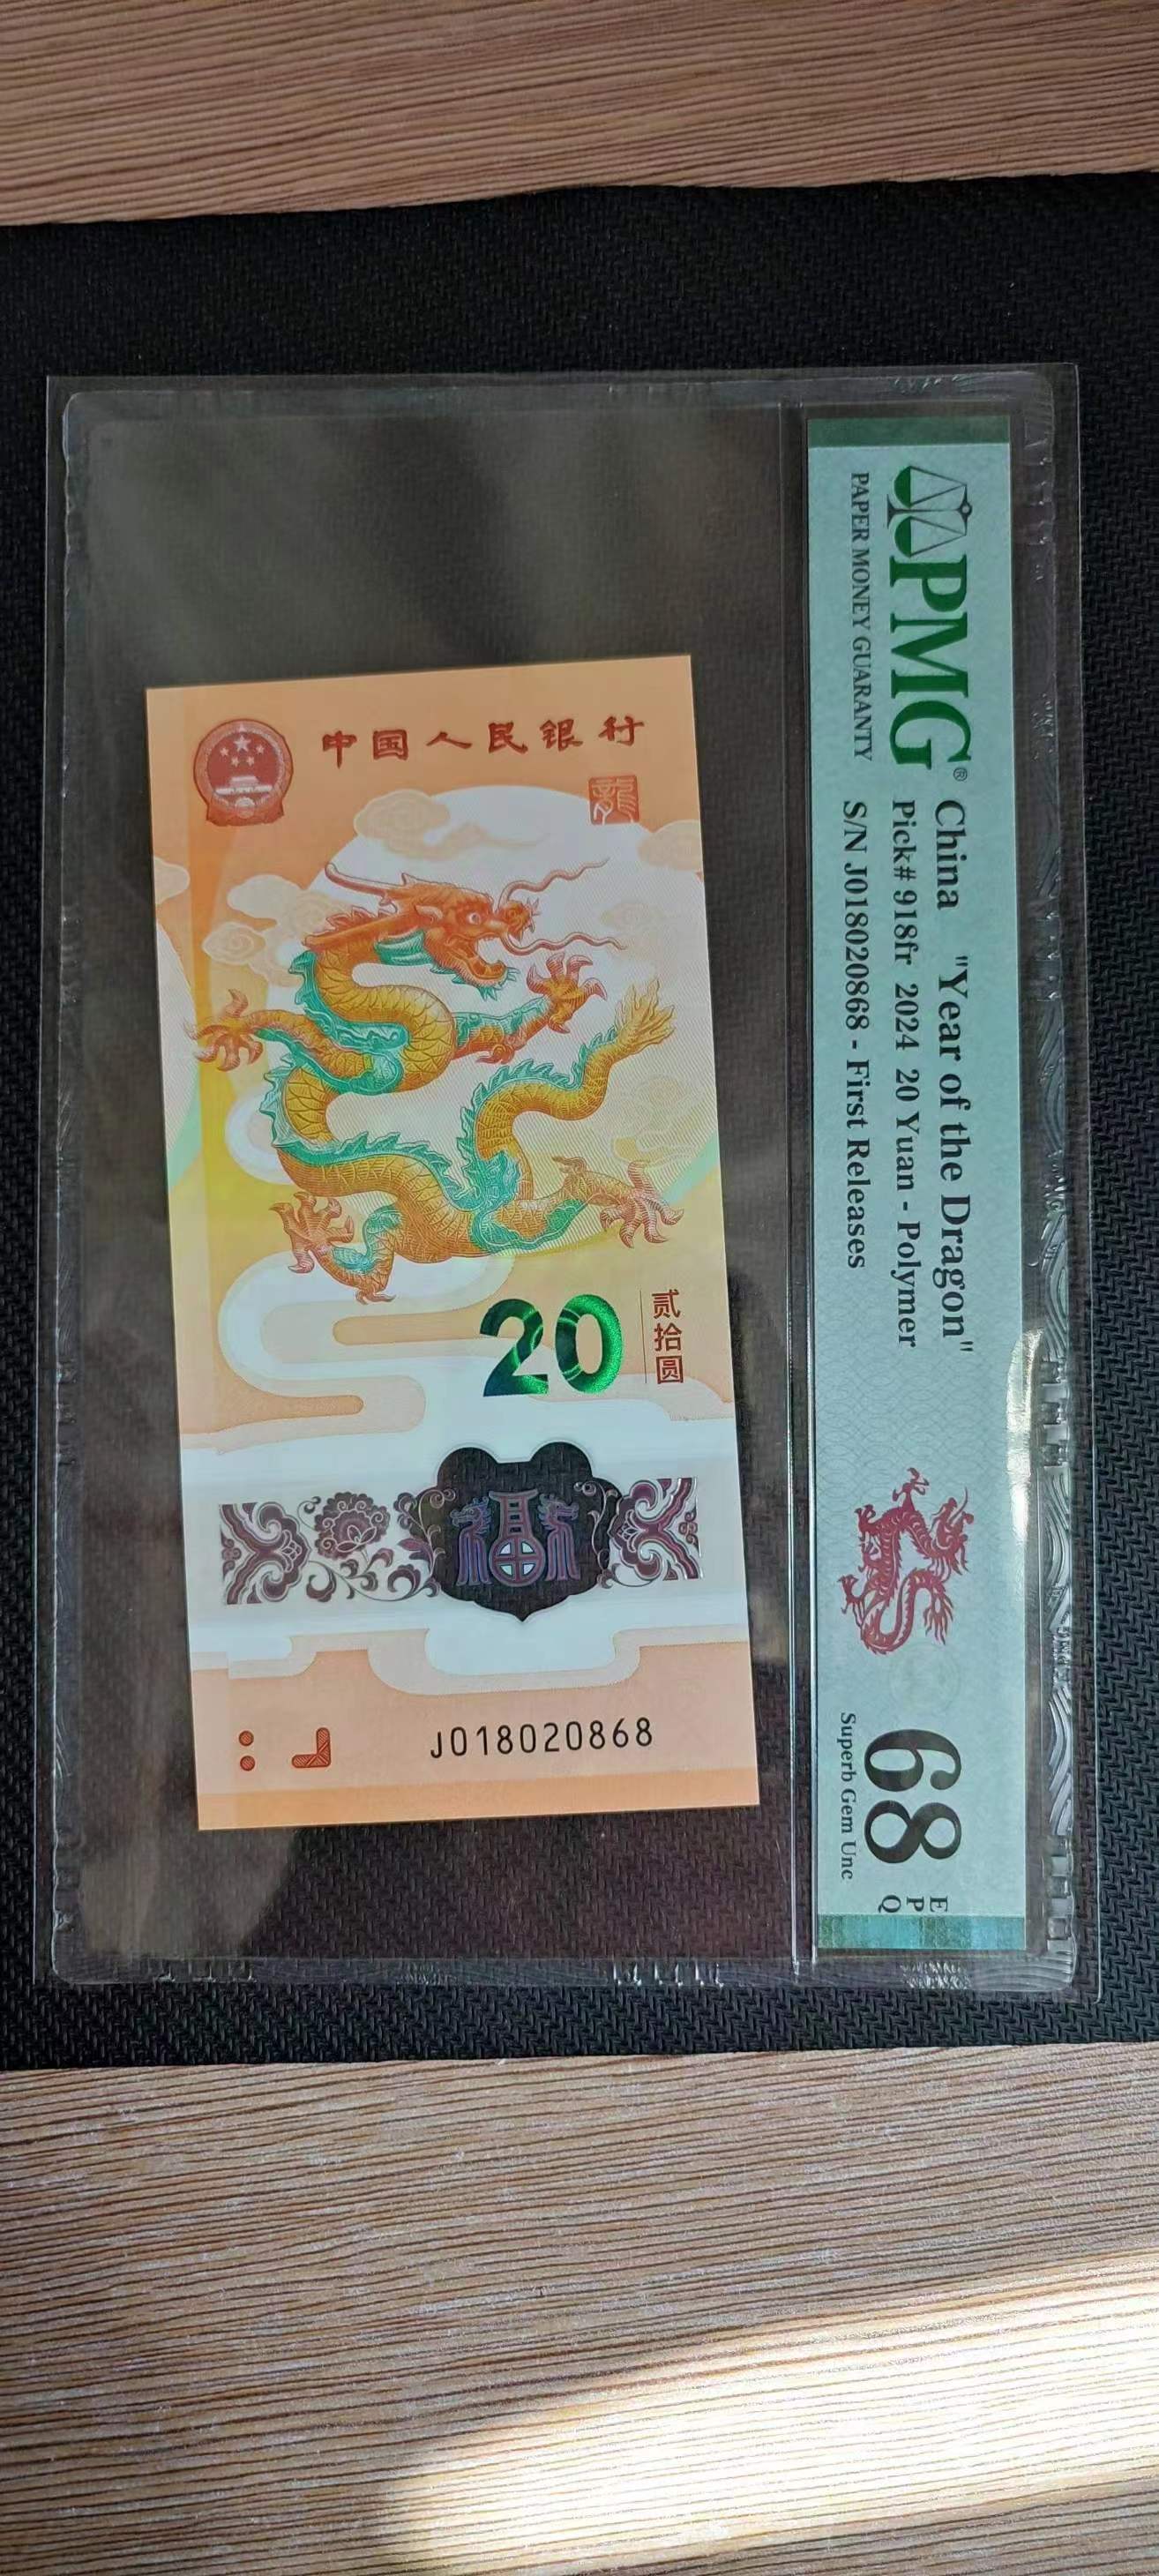 中国人民银行
龍
20
贰拾圆
福
J018020868
PMG®
PAPER MONEY GUARANTY
China "Year of the Dragon"
Pick# 918fr 2024 20 Yuan - Polymer
S/N J018020868 - First Releases
68 EPQ
Superb Gem Unc